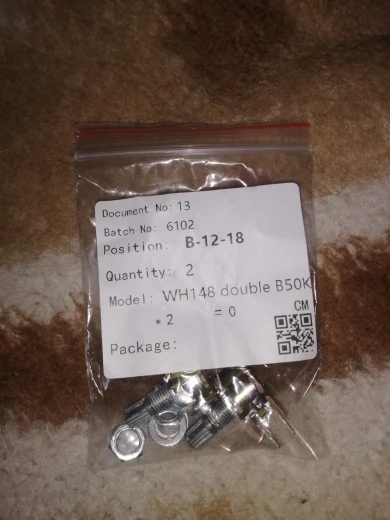 Document No: 13
Batch No: 6102
Position: B-12-18
Quantity: 2
Model: WH148 double B50K
*2 =0
CM
Package: